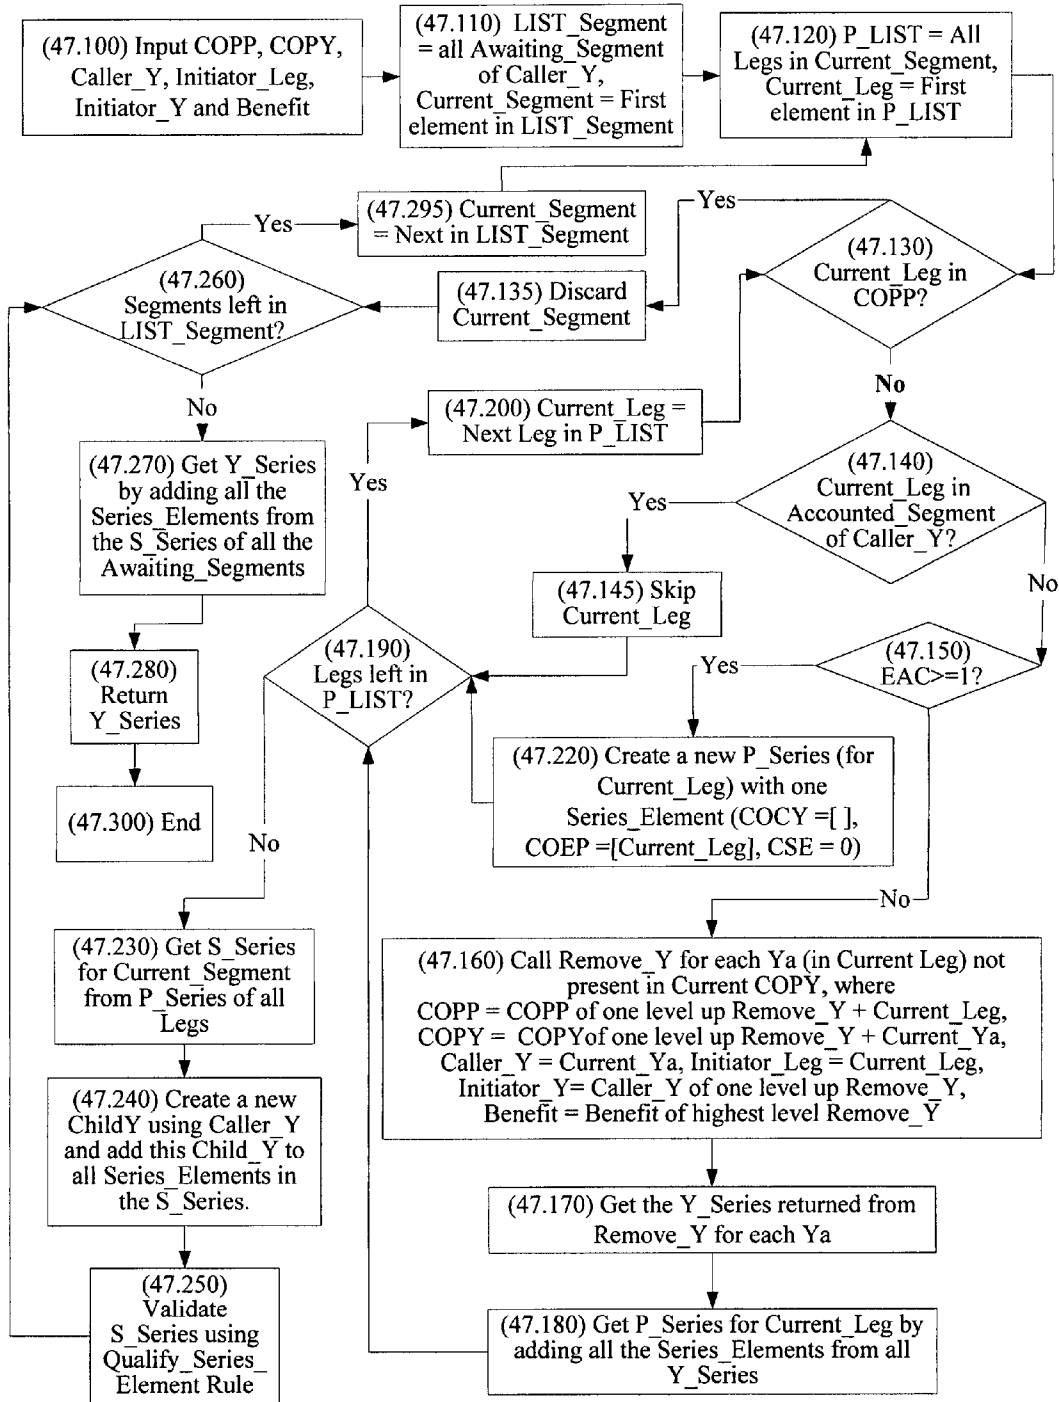 (47.100) Input COPP, COPY,
Caller_Y, Initiator_Leg,
Initiator_Y and Benefit
(47.110) LIST_Segment
= all Awaiting_Segment
of Caller_Y,
Current_Segment = First
element in LIST_Segment
(47.120) P_LIST = All
Legs in Current_Segment,
Current_Leg = First
element in P_LIST
Yes
(47.295) Current_Segment
= Next in LIST_Segment
Yes
(47.130)
Current_Leg in
COPP?
(47.260)
Segments left in
LIST_Segment?
(47.135) Discard
Current_Segment
No
No
(47.200) Current_Leg =
Next Leg in P_LIST
(47.270) Get Y_Series
by adding all the
Series_Elements from
the S_Series of all the
Awaiting_Segments
Yes
Yes
(47.140)
Current_Leg in
Accounted_Segment
of Caller_Y?
No
(47.145) Skip
Current_Leg
(47.280)
Return
Y_Series
(47.190)
Legs left in
P_LIST?
Yes
(47.150)
EAC>=1?
(47.220) Create a new P_Series (for
Current_Leg) with one
Series_Element (COCY =[ ],
COEP =[Current_Leg], CSE = 0)
(47.300) End
No
No
(47.230) Get S_Series
for Current_Segment
from P_Series of all
Legs
(47.160) Call Remove_Y for each Ya (in Current Leg) not
present in Current COPY, where
COPP = COPP of one level up Remove_Y + Current_Leg,
COPY = COPYof one level up Remove_Y + Current_Ya,
Caller_Y = Current_Ya, Initiator_Leg = Current_Leg,
Initiator_Y= Caller_Y of one level up Remove_Y,
Benefit = Benefit of highest level Remove_Y
(47.240) Create a new
ChildY using Caller_Y
and add this Child_Y to
all Series_Elements in
the S_Series.
(47.170) Get the Y_Series returned from
Remove_Y for each Ya
(47.250)
Validate
S_Series using
Qualify_Series_
Element Rule
(47.180) Get P_Series for Current_Leg by
adding all the Series_Elements from all
Y_Series